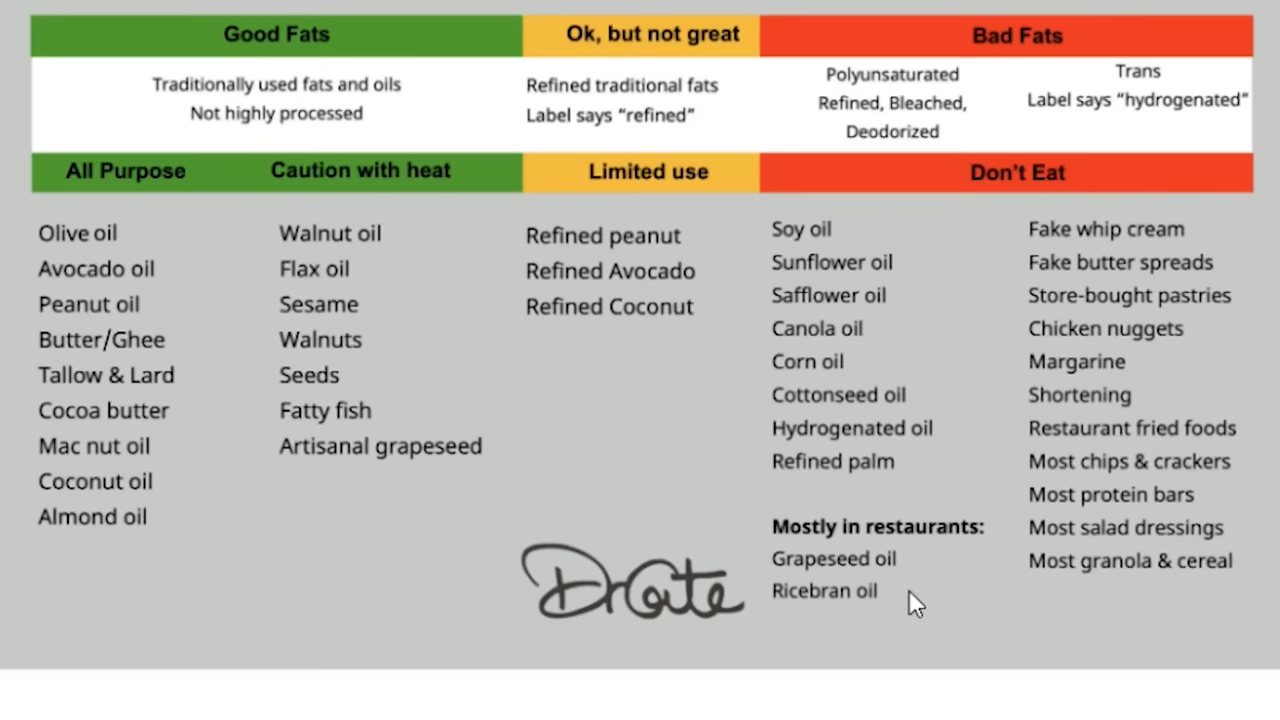 Good Fats
Ok, but not great
Bad Fats
Traditionally used fats and oils
Not highly processed
Refined traditional fats
Label says “refined”
Polyunsaturated
Refined, Bleached,
Deodorized
Trans
Label says “hydrogenated”
All Purpose
Caution with heat
Limited use
Don't Eat
Olive oil
Avocado oil
Peanut oil
Butter/Ghee
Tallow & Lard
Cocoa butter
Mac nut oil
Coconut oil
Almond oil
Walnut oil
Flax oil
Sesame
Walnuts
Seeds
Fatty fish
Artisanal grapeseed
Refined peanut
Refined Avocado
Refined Coconut
Soy oil
Sunflower oil
Safflower oil
Canola oil
Corn oil
Cottonseed oil
Hydrogenated oil
Refined palm
Mostly in restaurants:
Grapeseed oil
Ricebran oil
Fake whip cream
Fake butter spreads
Store-bought pastries
Chicken nuggets
Margarine
Shortening
Restaurant fried foods
Most chips & crackers
Most protein bars
Most salad dressings
Most granola & cereal
DrCate